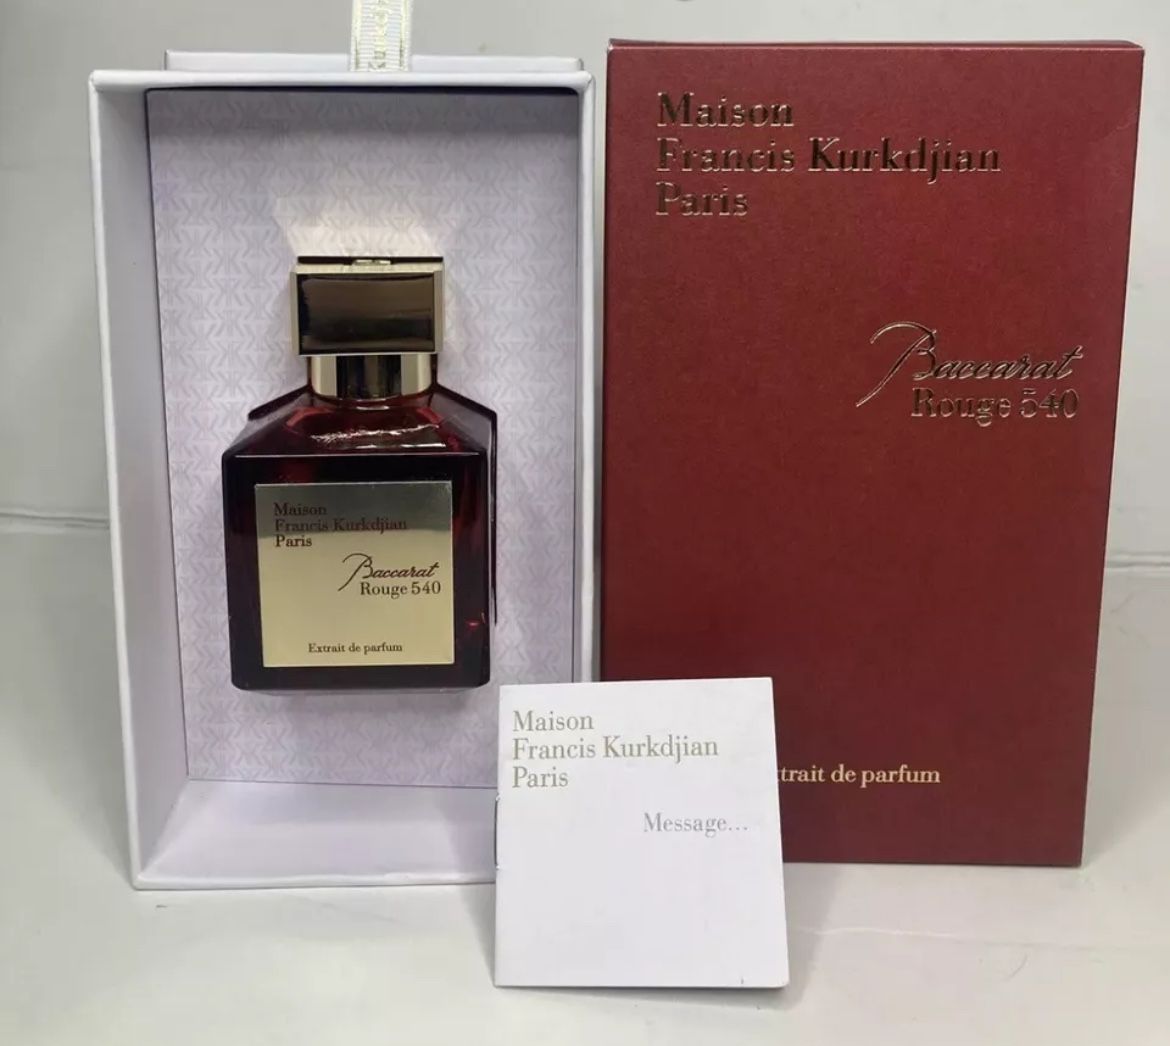 Maison
Francis Kurkdjian
Paris
Baccarat
Rouge 540
Extrait de parfum
Maison
Francis Kurkdjian
Paris
Baccarat
Rouge 540
trait de parfum
Maison
Francis Kurkdjian
Paris
Message...